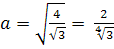 a = √(4/√3) = 2/∜3